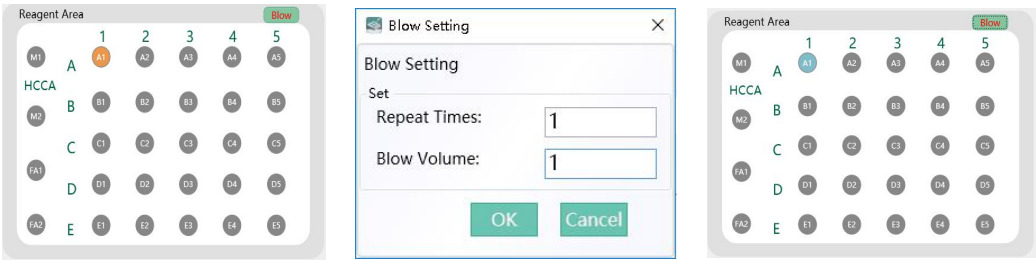 Reagent Area Blow
1 2 3 4 5
M1 A A1 A2 A3 A4 A5
HCCA
B B1 B2 B3 B4 B5
M2
C C1 C2 C3 C4 C5
FA1
D D1 D2 D3 D4 D5
FA2 E E1 E2 E3 E4 E5
Blow Setting
Blow Setting
Set
Repeat Times: 1
Blow Volume: 1
OK Cancel
Reagent Area Blow
1 2 3 4 5
M1 A A1 A2 A3 A4 A5
HCCA
B B1 B2 B3 B4 B5
M2
C C1 C2 C3 C4 C5
FA1
D D1 D2 D3 D4 D5
FA2 E E1 E2 E3 E4 E5